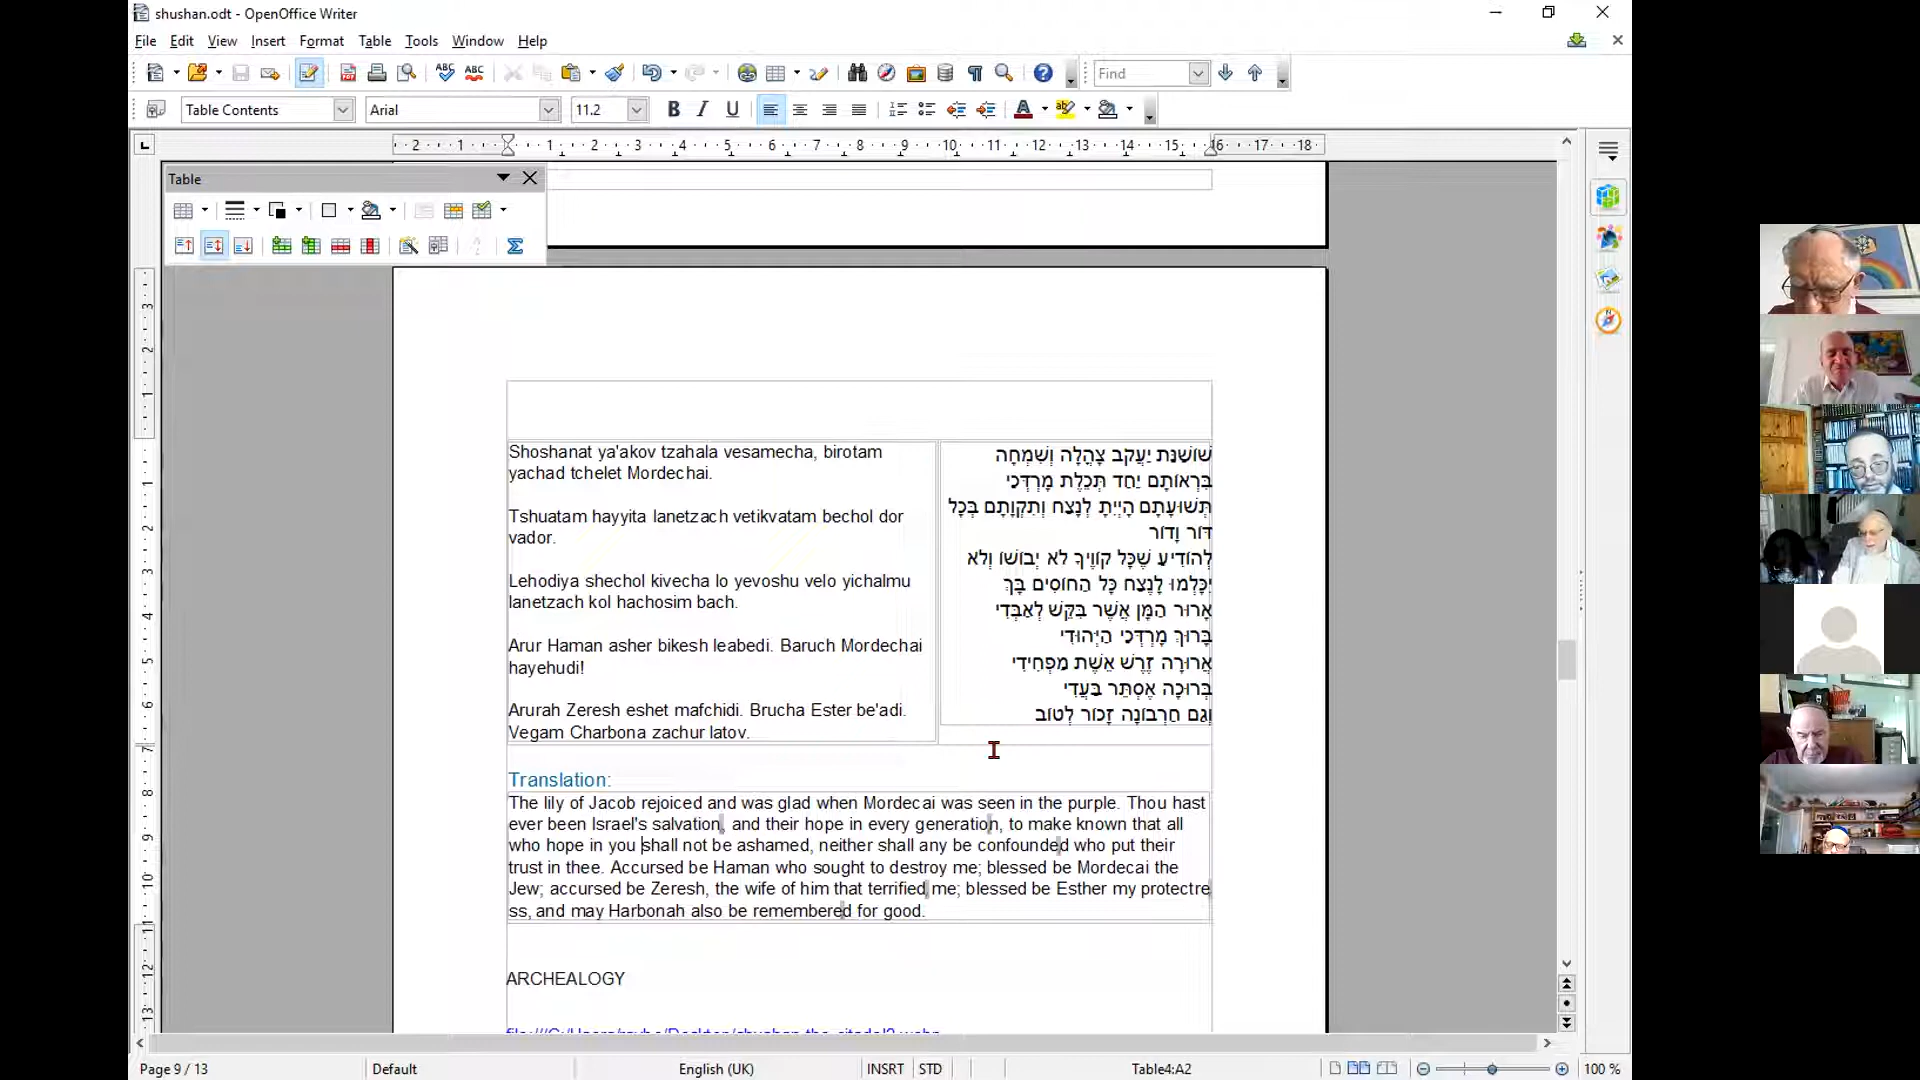 shushan.odt - OpenOffice Writer
File Edit View Insert Format Table Tools Window Help
Find
Table Contents Arial 11.2
Table
Shoshanat ya'akov tzahala vesamecha, birotam
yachad tchelet Mordechai.
Tshuatam hayyita lanetzach vetikvatam bechol dor
vador.
Lehodiya shechol kivecha lo yevoshu velo yichalmu
lanetzach kol hachosim bach.
Arur Haman asher bikesh leabedi. Baruch Mordechai
hayehudi!
Arurah Zeresh eshet mafchidi. Brucha Ester be'adi.
Vegam Charbona zachur latov.
שׁוֹשַׁנַּת יַעֲקֹב צָהֲלָה וְשָׂמֵחָה
בִּרְאוֹתָם יַחַד תְּכֵלֶת מָרְדְּכָי
תְּשׁוּעָתָם הָיִיתָ לָנֶצַח וְתִקְוָתָם בְּכָל
דּוֹר וָדוֹר
לְהוֹדִיעַ שֶׁכָּל קוֹוֶיךָ לֹא יֵבוֹשׁוּ וְלֹא
יִכָּלְמוּ לָנֶצַח כָּל הַחוֹסִים בָּךְ
אָרוּר הָמָן אֲשֶׁר בִּקֵּשׁ לְאַבְּדִי
בָּרוּךְ מָרְדְּכַי הַיְּהוּדִי
אֲרוּרָה זֶרֶשׁ אֵשֶׁת מַפְחִידִי
בְּרוּכָה אֶסְתֵּר בַּעֲדִי
וְגַם חַרְבוֹנָה זָכוּר לְטוֹב
Translation:
The lily of Jacob rejoiced and was glad when Mordecai was seen in the purple. Thou hast
ever been Israel's salvation, and their hope in every generation, to make known that all
who hope in you shall not be ashamed, neither shall any be confounded who put their
trust in thee. Accursed be Haman who sought to destroy me; blessed be Mordecai the
Jew; accursed be Zeresh, the wife of him that terrified me; blessed be Esther my protectre
ss, and may Harbonah also be remembered for good.
ARCHEALOGY
Page 9 / 13 Default English (UK) INSRT STD Table4:A2 100 %